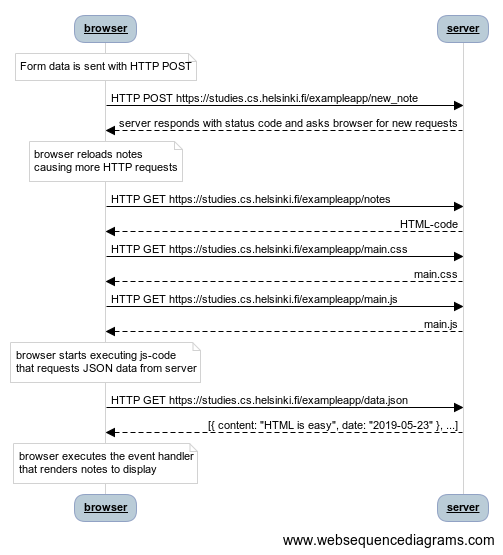 browser server
Form data is sent with HTTP POST
HTTP POST https://studies.cs.helsinki.fi/exampleapp/new_note
server responds with status code and asks browser for new requests
browser reloads notes
causing more HTTP requests
HTTP GET https://studies.cs.helsinki.fi/exampleapp/notes
HTML-code
HTTP GET https://studies.cs.helsinki.fi/exampleapp/main.css
main.css
HTTP GET https://studies.cs.helsinki.fi/exampleapp/main.js
main.js
browser starts executing js-code
that requests JSON data from server
HTTP GET https://studies.cs.helsinki.fi/exampleapp/data.json
[{ content: "HTML is easy", date: "2019-05-23" }, ...]
browser executes the event handler
that renders notes to display
browser server
www.websequencediagrams.com